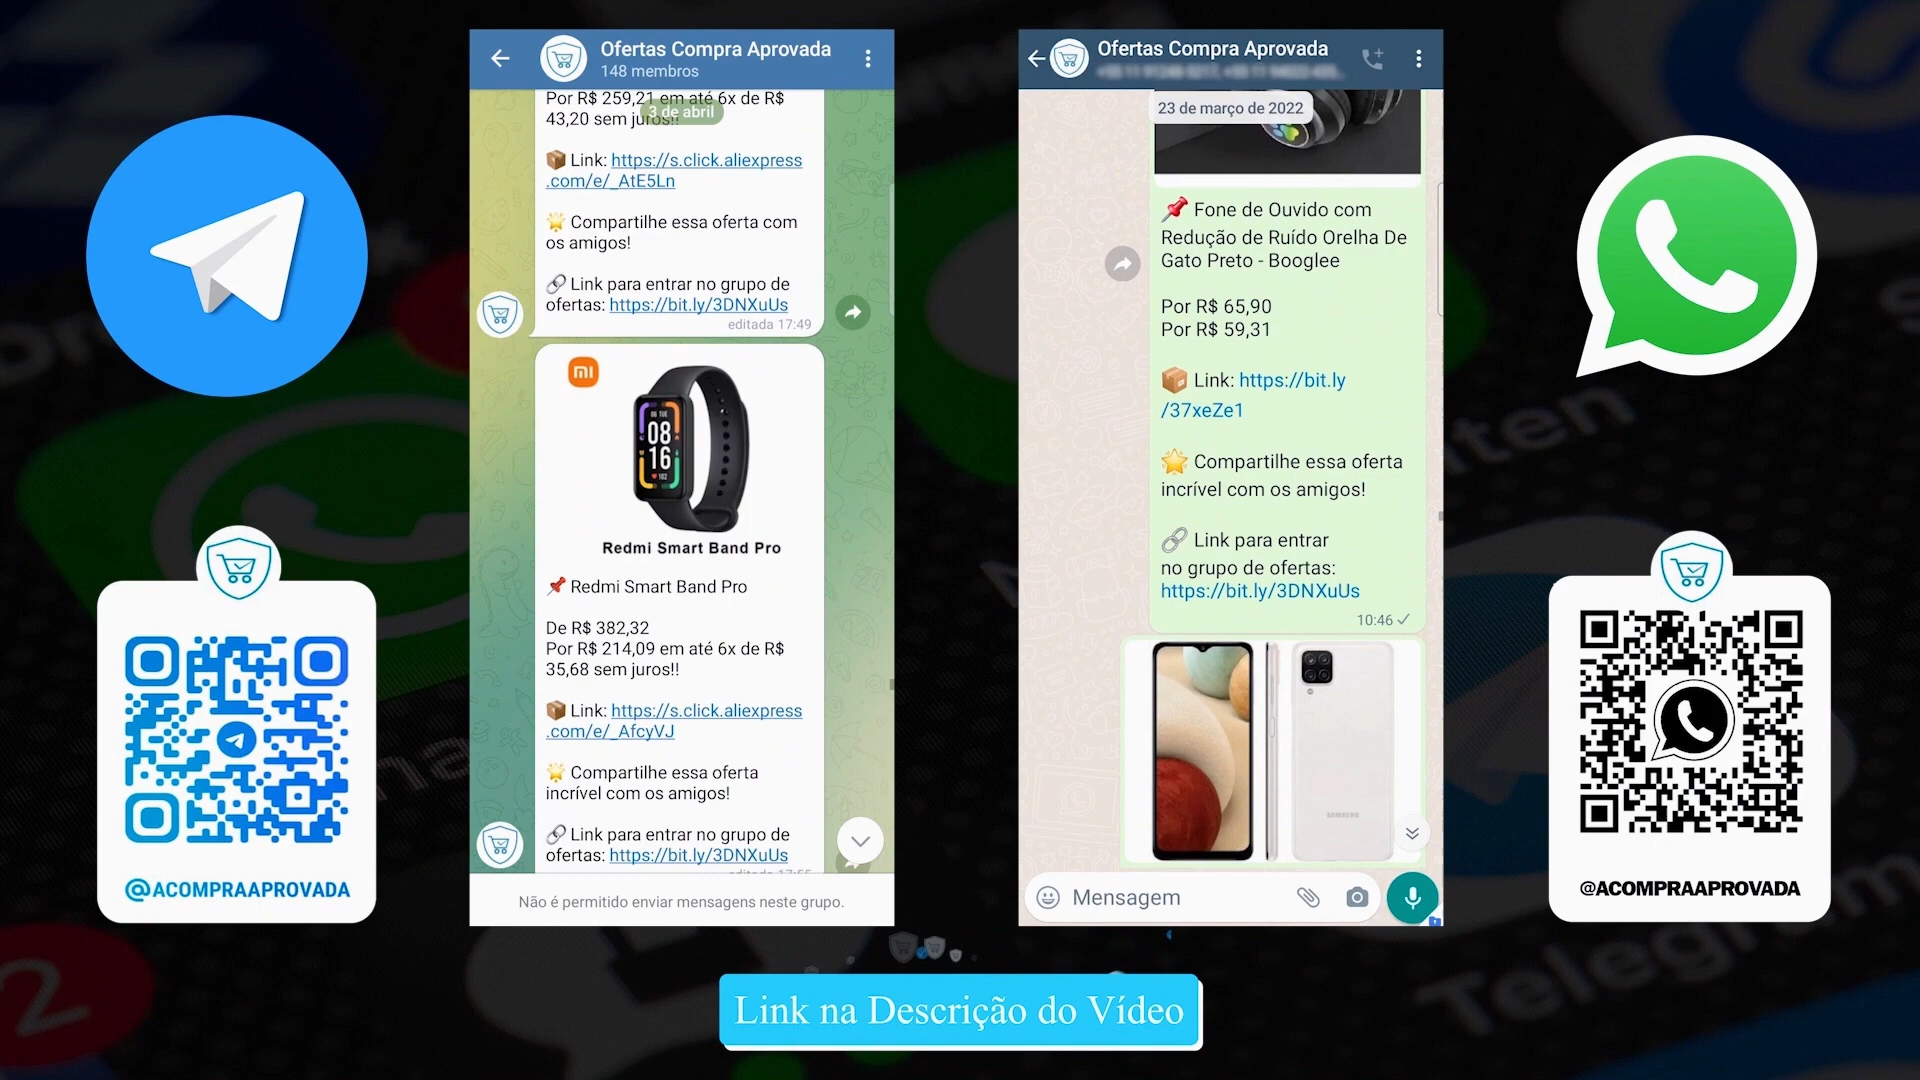 Ofertas Compra Aprovada
148 membros
Por R$ 259,21 em até 6x de R$
43,20 sem juros!!
3 de abril
Link: https://s.click.aliexpress
.com/e/_AtE5Ln
Compartilhe essa oferta com
os amigos!
Link para entrar no grupo de
ofertas: https://bit.ly/3DNXuUs
editada 17:49
mi
08
16
Redmi Smart Band Pro
Redmi Smart Band Pro
De R$ 382,32
Por R$ 214,09 em até 6x de R$
35,68 sem juros!!
Link: https://s.click.aliexpress
.com/e/_AfcyVJ
Compartilhe essa oferta
incrível com os amigos!
Link para entrar no grupo de
ofertas: https://bit.ly/3DNXuUs
Não é permitido enviar mensagens neste grupo.
@ACOMPRAAPROVADA
Ofertas Compra Aprovada
23 de março de 2022
Fone de Ouvido com
Redução de Ruído Orelha De
Gato Preto - Booglee
Por R$ 65,90
Por R$ 59,31
Link: https://bit.ly
/37xeZe1
Compartilhe essa oferta
incrível com os amigos!
Link para entrar
no grupo de ofertas:
https://bit.ly/3DNXuUs
10:46
SAMSUNG
Mensagem
@ACOMPRAAPROVADA
Telegram
2
Link na Descrição do Vídeo